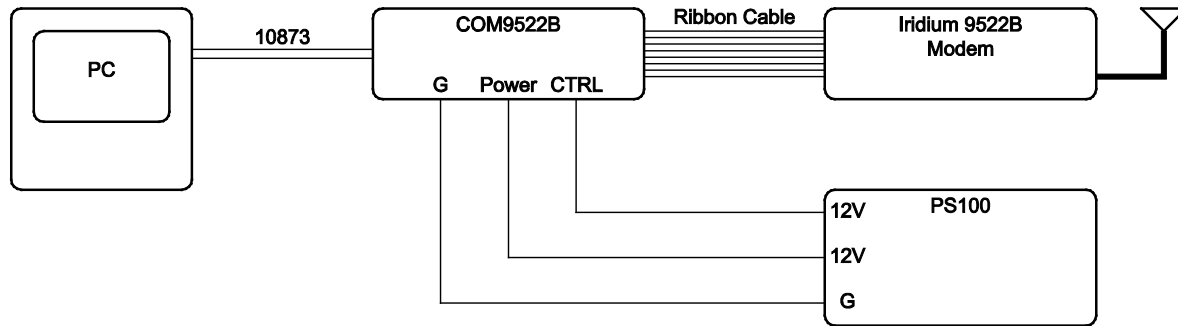 PC
10873
COM9522B
G Power CTRL
Ribbon Cable
Iridium 9522B
Modem
PS100
12V
12V
G